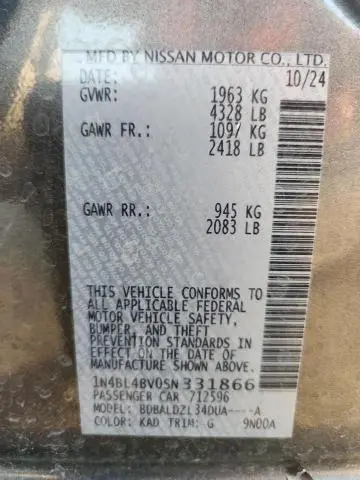 MFD BY NISSAN MOTOR CO., LTD.
DATE: 10/24
GVWR: 1963 KG
4328 LB
GAWR FR.: 1097 KG
2418 LB
GAWR RR.: 945 KG
2083 LB
THIS VEHICLE CONFORMS TO
ALL APPLICABLE FEDERAL
MOTOR VEHICLE SAFETY,
BUMPER, AND THEFT
PREVENTION STANDARDS IN
EFFECT ON THE DATE OF
MANUFACTURE SHOWN ABOVE.
1N4BL4BV0SN331866
PASSENGER CAR 712596
MODEL: BDBALDZL34DUA----A
COLOR: KAD TRIM: G 9N00A